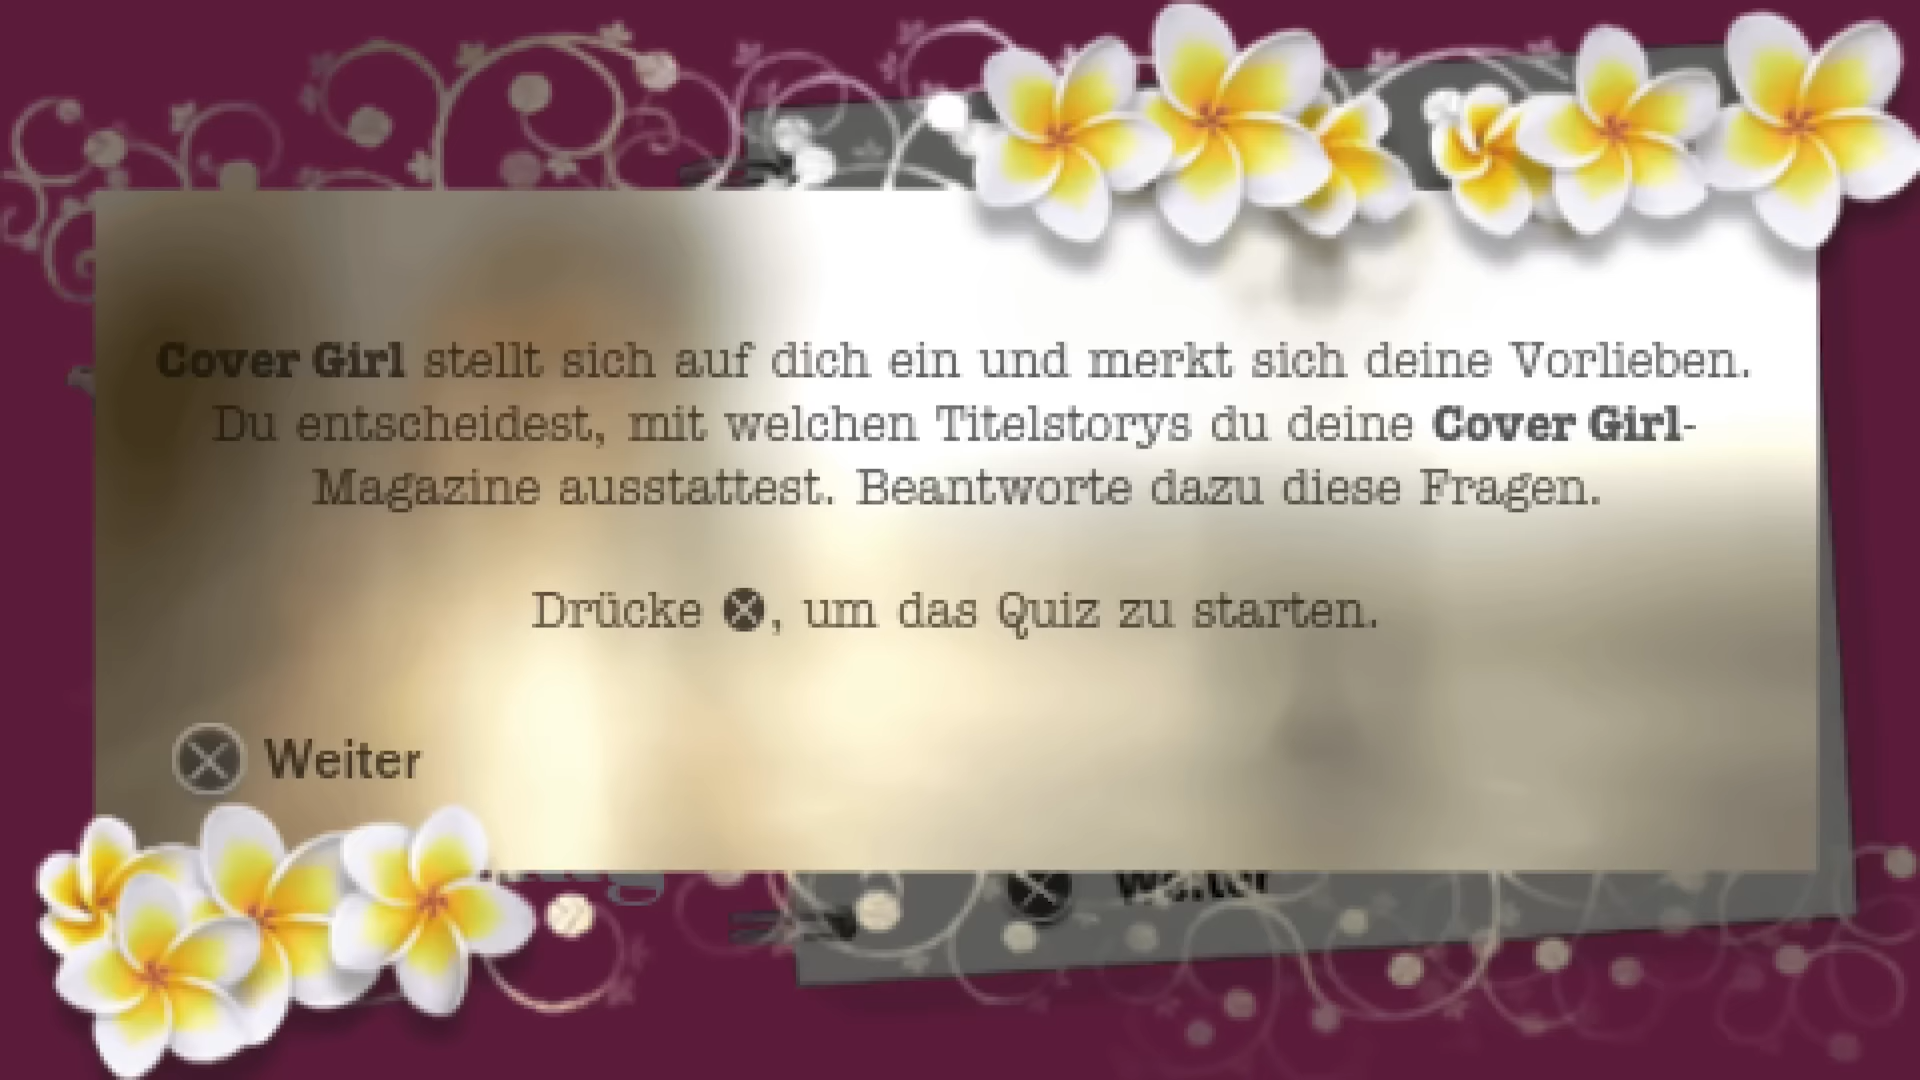 Cover Girl stellt sich auf dich ein und merkt sich deine Vorlieben.
Du entscheidest, mit welchen Titelstorys du deine Cover Girl-
Magazine ausstattest. Beantworte dazu diese Fragen.
Drücke ⓧ, um das Quiz zu starten.
ⓧ Weiter
Weiter